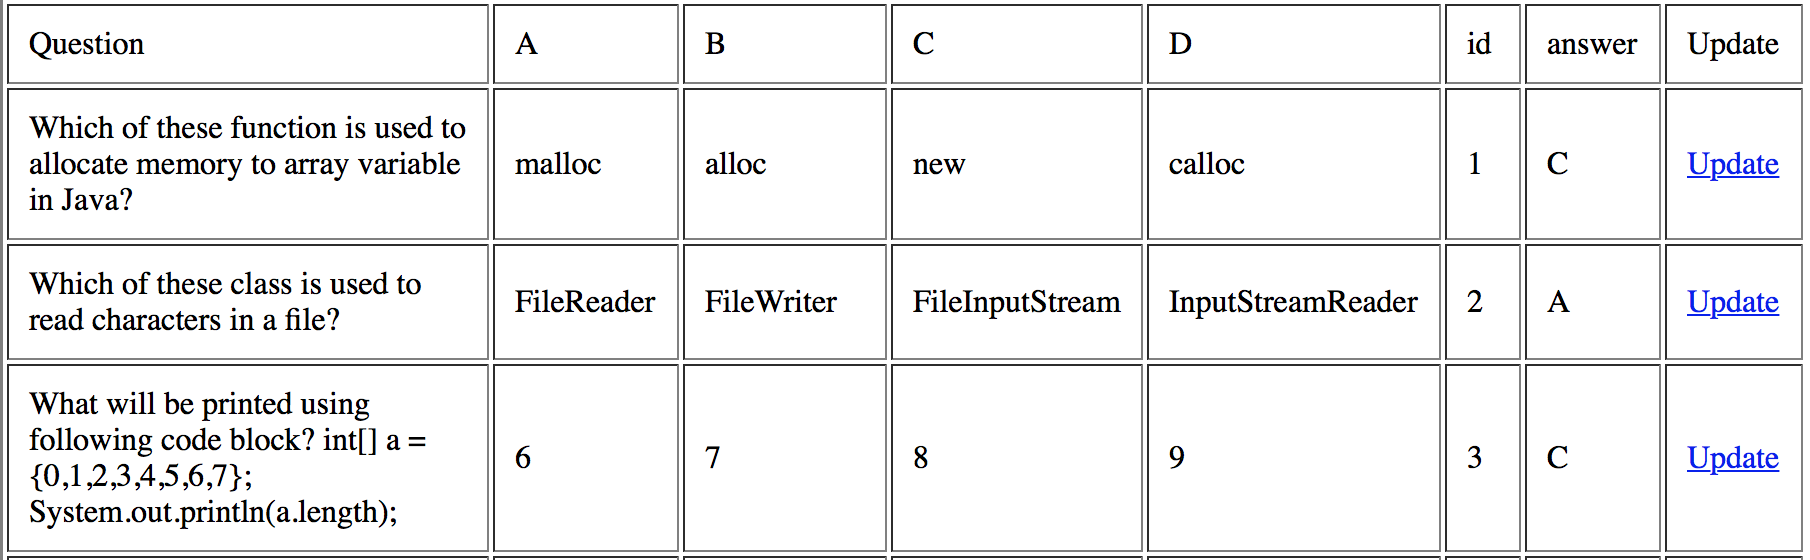 Question A B C D id answer Update
Which of these function is used to
allocate memory to array variable
in Java?
malloc alloc new calloc 1 C Update
Which of these class is used to
read characters in a file?
FileReader FileWriter FileInputStream InputStreamReader 2 A Update
What will be printed using
following code block? int[] a =
{0,1,2,3,4,5,6,7};
System.out.println(a.length);
6 7 8 9 3 C Update